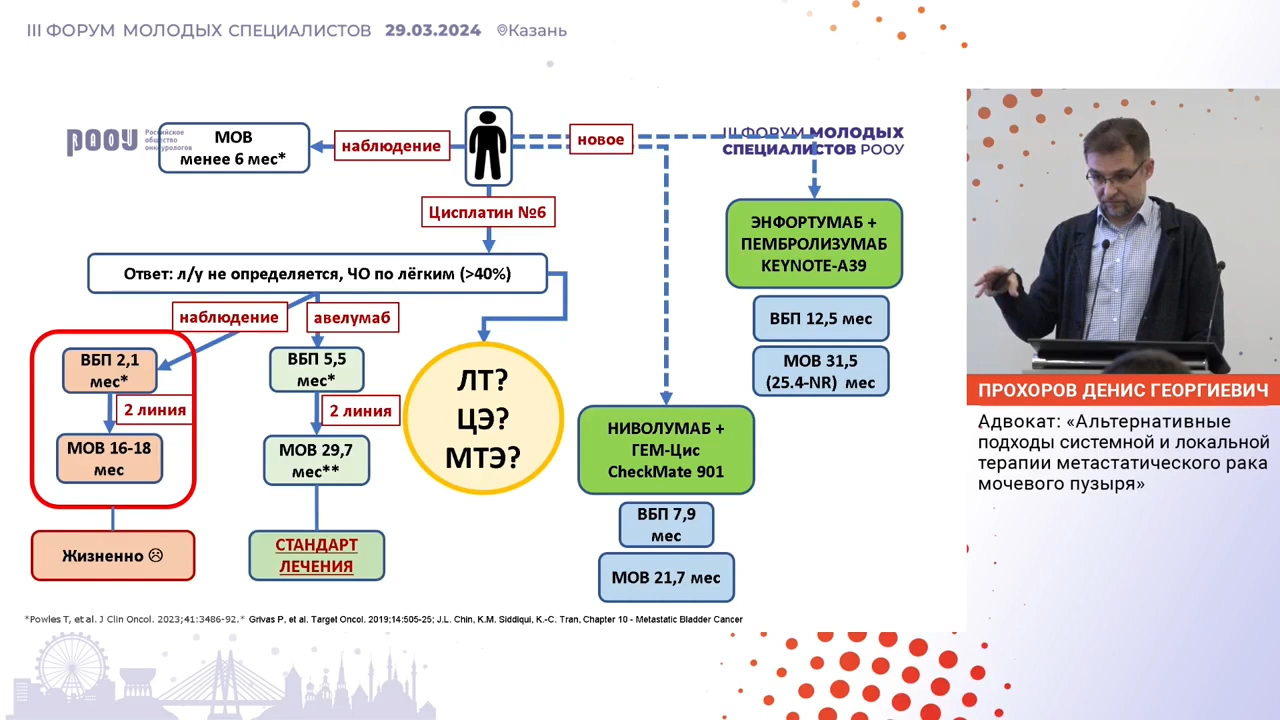 III ФОРУМ МОЛОДЫХ СПЕЦИАЛИСТОВ 29.03.2024 Казань
РООУ Российское
общество
онкоурологов
МОВ
менее 6 мес*
наблюдение
новое
III ФОРУМ МОЛОДЫХ
СПЕЦИАЛИСТОВ РООУ
Цисплатин №6
ЭНФОРТУМАБ +
ПЕМБРОЛИЗУМАБ
KEYNOTE-A39
Ответ: л/у не определяется, ЧО по лёгким (>40%)
наблюдение
авелумаб
ВБП 12,5 мес
МОВ 31,5
(25.4-NR) мес
ВБП 2,1
мес*
ВБП 5,5
мес*
2 линия
2 линия
МОВ 16-18
мес
МОВ 29,7
мес**
ЛТ?
ЦЭ?
МТЭ?
НИВОЛУМАБ +
ГЕМ-Цис
CheckMate 901
ВБП 7,9
мес
МОВ 21,7 мес
Жизненно ☹
СТАНДАРТ
ЛЕЧЕНИЯ
*Powles T, et al. J Clin Oncol. 2023;41:3486-92.* Grivas P, et al. Target Oncol. 2019;14:505-25; J.L. Chin, K.M. Siddiqui, K.-C. Tran, Chapter 10 - Metastatic Bladder Cancer
ПРОХОРОВ ДЕНИС ГЕОРГИЕВИЧ
Адвокат: «Альтернативные
подходы системной и локальной
терапии метастатического рака
мочевого пузыря»